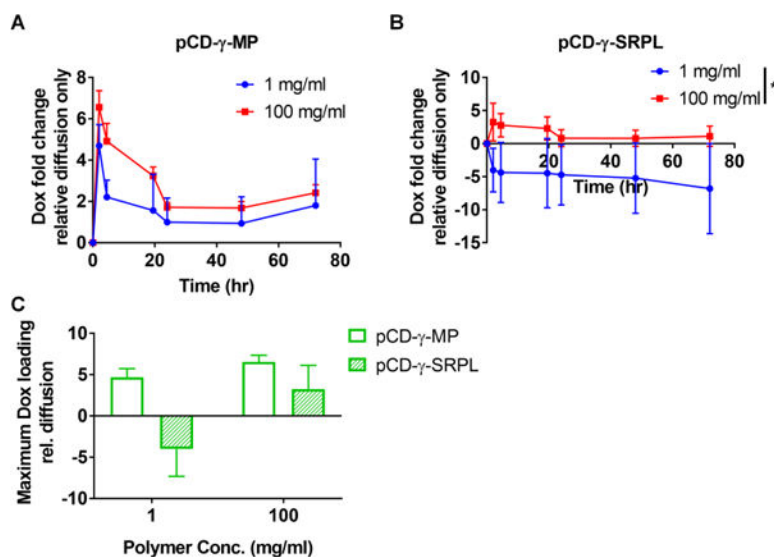 A
pCD-γ-MP
Dox fold change
relative diffusion only
8
6
4
2
0
0 20 40 60 80
Time (hr)
1 mg/ml
100 mg/ml
B
pCD-γ-SRPL
Dox fold change
relative diffusion only
10
5
0
-5
-10
-15
20 40 60 80
Time (hr)
1 mg/ml
100 mg/ml
*
C
Maximum Dox loading
rel. diffusion
10
5
0
-5
-10
1 100
Polymer Conc. (mg/ml)
pCD-γ-MP
pCD-γ-SRPL